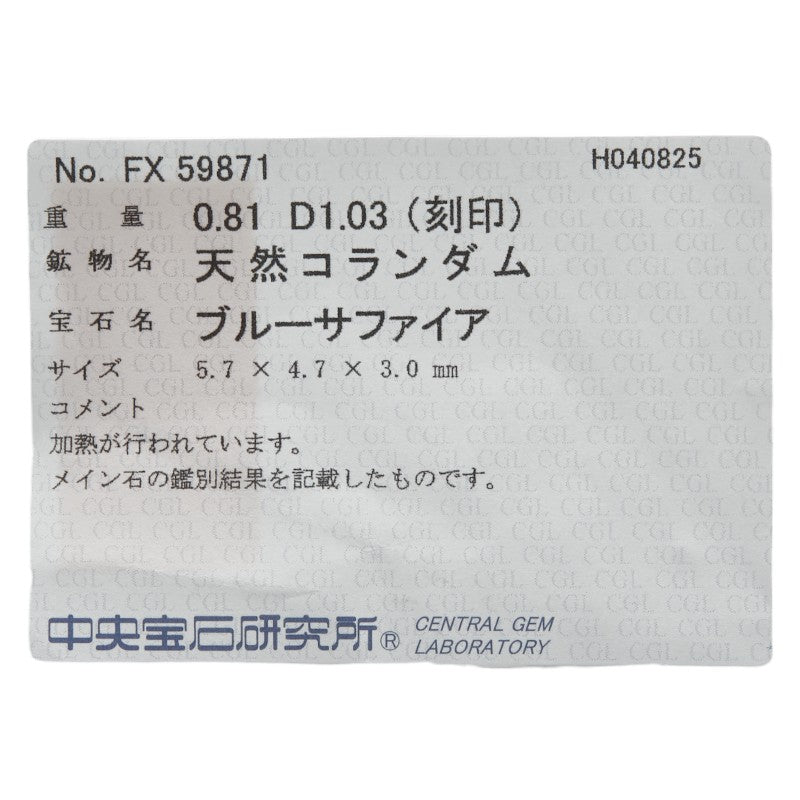 No. FX 59871
H040825
重量 0.81 D1.03 (刻印)
鉱物名 天然コランダム
宝石名 ブルーサファイア
サイズ 5.7 × 4.7 × 3.0 mm
コメント
加熱が行われています。
メイン石の鑑別結果を記載したものです。
中央宝石研究所® CENTRAL GEM
LABORATORY